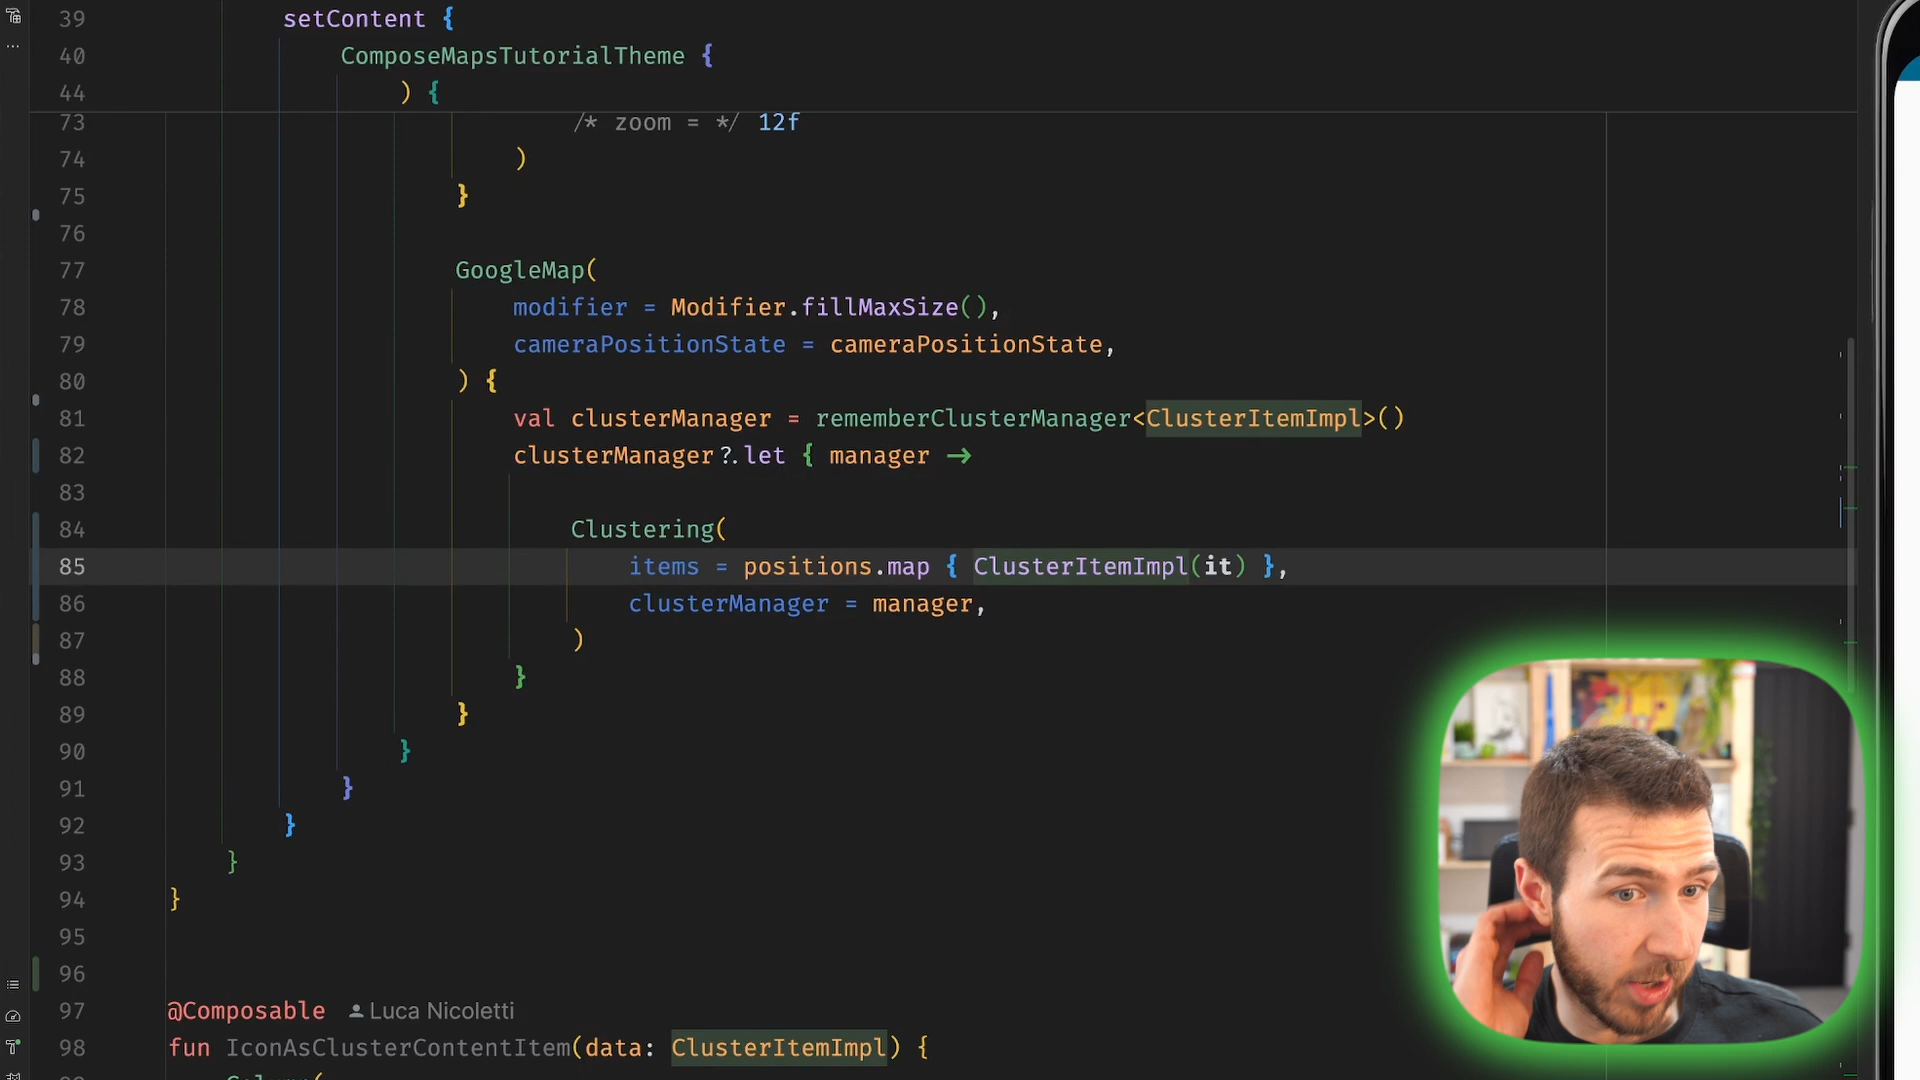 39 setContent {
40 ComposeMapsTutorialTheme {
44 ) {
73 /* zoom = */ 12f
74 )
75 }
76
77 GoogleMap(
78 modifier = Modifier.fillMaxSize(),
79 cameraPositionState = cameraPositionState,
80 ) {
81 val clusterManager = rememberClusterManager<ClusterItemImpl>()
82 clusterManager?.let { manager →
83
84 Clustering(
85 items = positions.map { ClusterItemImpl(it) },
86 clusterManager = manager,
87 )
88 }
89 }
90 }
91 }
92 }
93 }
94 }
95
96
97 @Composable Luca Nicoletti
98 fun IconAsClusterContentItem(data: ClusterItemImpl) {